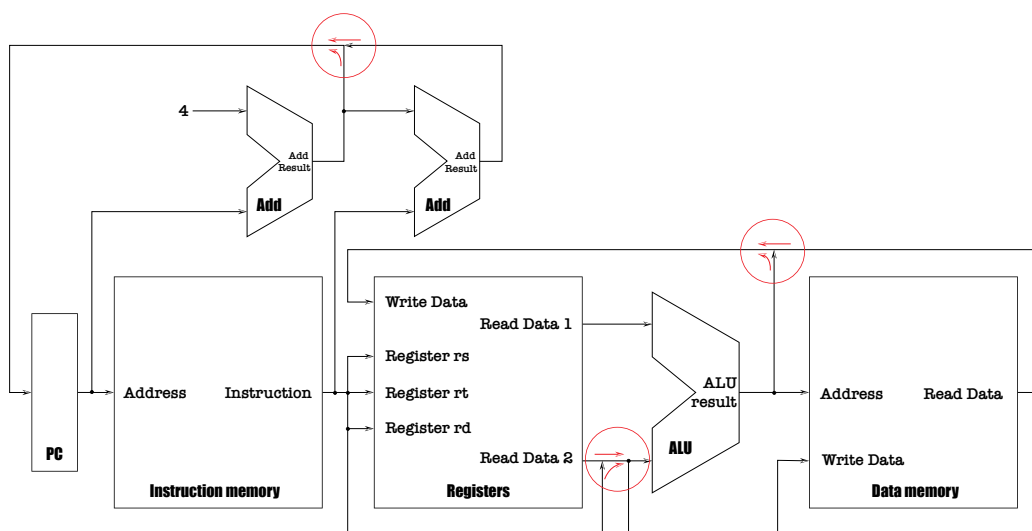 4
Add
Result
Add
Add
Result
Add
Write Data
Read Data 1
Register rs
Address
Instruction
Register rt
ALU
result
Address
Read Data
Register rd
PC
Read Data 2
ALU
Write Data
Instruction memory
Registers
Data memory